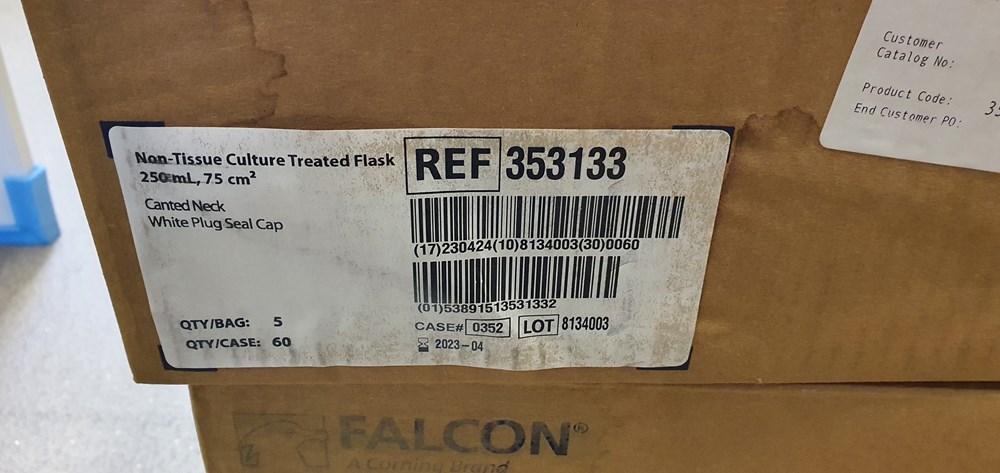 Customer
Catalog No:
Product Code:
End Customer PO:
Non-Tissue Culture Treated Flask
250 mL, 75 cm²
Canted Neck
White Plug Seal Cap
QTY/BAG: 5
QTY/CASE: 60
REF 353133
(17)230424(10)8134003(30)0060
(01)53891513531332
CASE# 0352 LOT 8134003
2023-04
FALCON®
A Corning Brand